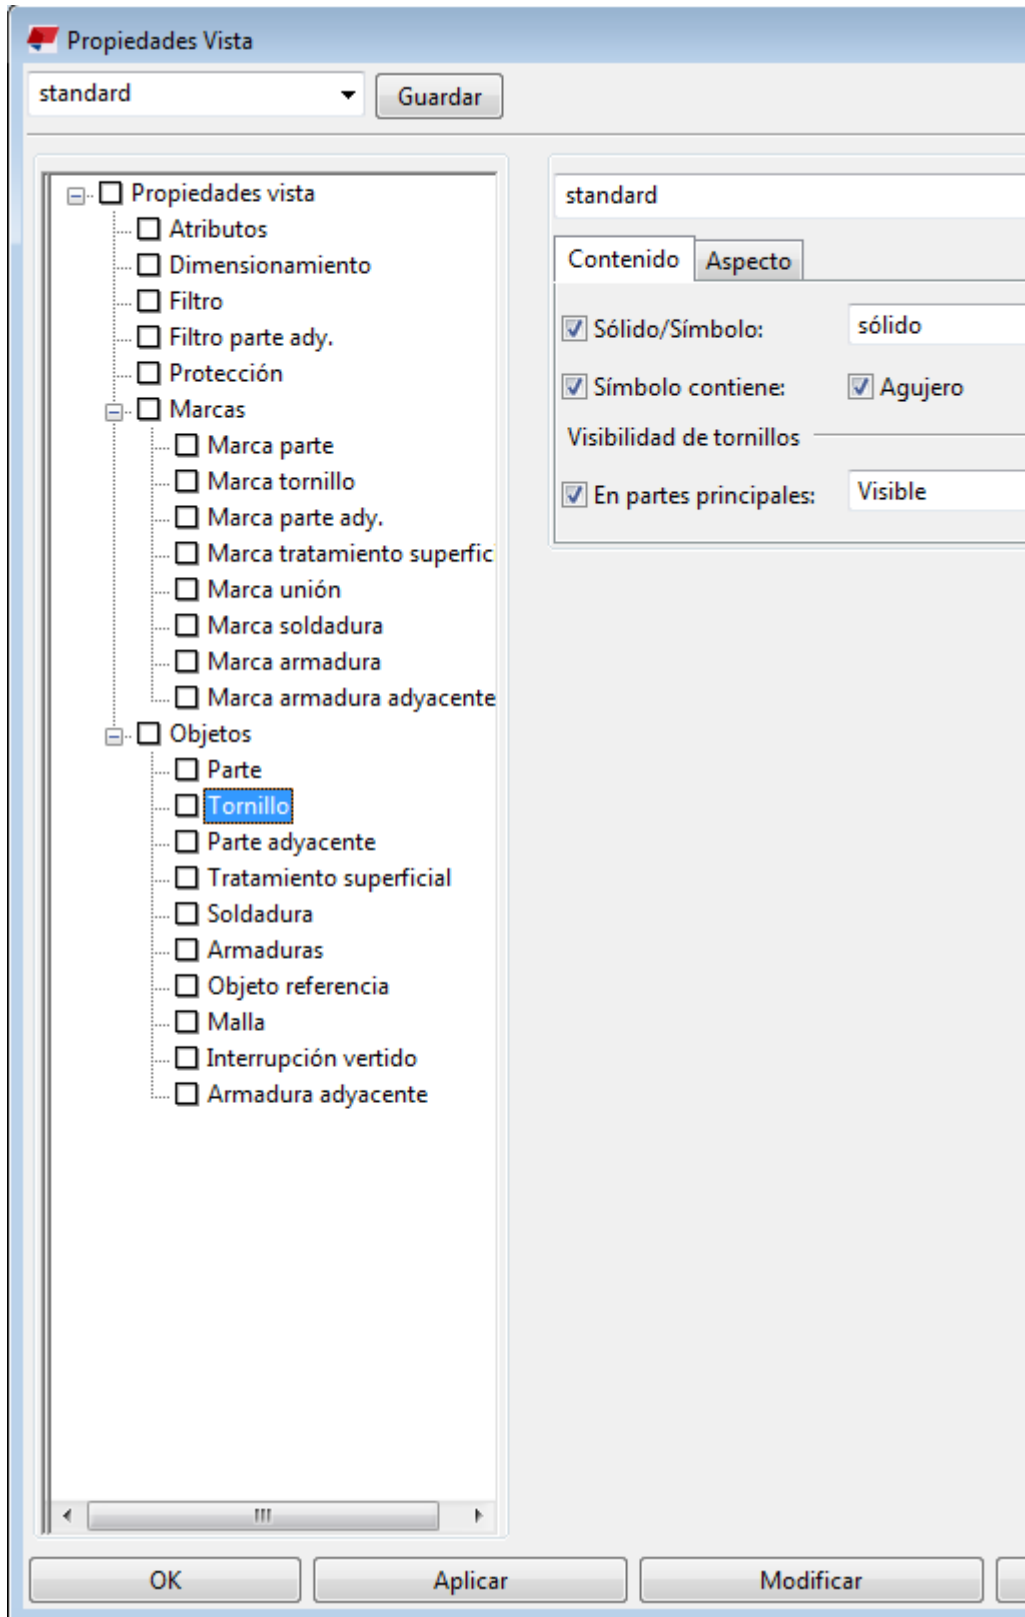 Propiedades Vista
standard
Guardar
Propiedades vista
Atributos
Dimensionamiento
Filtro
Filtro parte ady.
Protección
Marcas
Marca parte
Marca tornillo
Marca parte ady.
Marca tratamiento superfic
Marca unión
Marca soldadura
Marca armadura
Marca armadura adyacente
Objetos
Parte
Tornillo
Parte adyacente
Tratamiento superficial
Soldadura
Armaduras
Objeto referencia
Malla
Interrupción vertido
Armadura adyacente
standard
Contenido Aspecto
Sólido/Símbolo: sólido
Símbolo contiene: Agujero
Visibilidad de tornillos
En partes principales: Visible
OK Aplicar Modificar